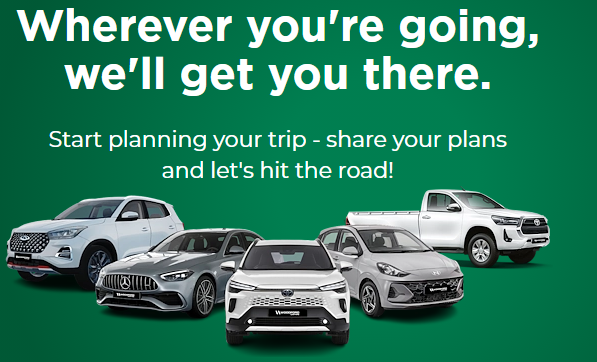 Wherever you're going,
we'll get you there.
Start planning your trip - share your plans
and let's hit the road!
WOODFORD